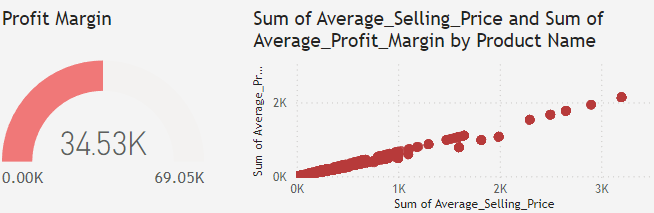 Profit Margin
34.53K
0.00K
69.05K
Sum of Average_Selling_Price and Sum of
Average_Profit_Margin by Product Name
Sum of Average_Pr...
2K
0K
0K
1K
2K
3K
Sum of Average_Selling_Price